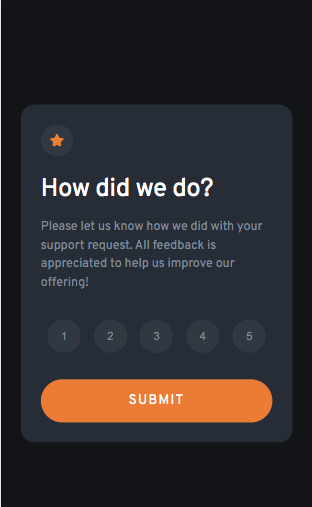 How did we do?
Please let us know how we did with your
support request. All feedback is
appreciated to help us improve our
offering!
1 2 3 4 5
SUBMIT